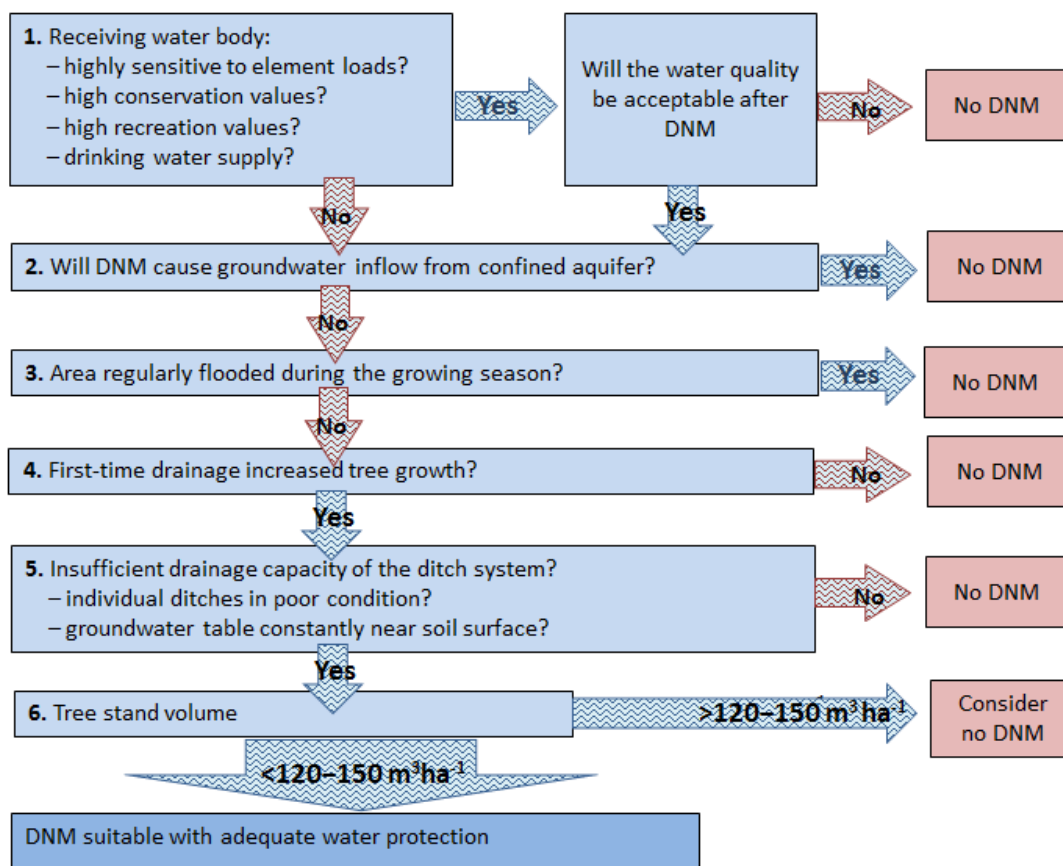 1. Receiving water body:
– highly sensitive to element loads?
– high conservation values?
– high recreation values?
– drinking water supply?
Yes
Will the water quality
be acceptable after
DNM
No
No DNM
No
Yes
2. Will DNM cause groundwater inflow from confined aquifer?
Yes
No DNM
No
3. Area regularly flooded during the growing season?
Yes
No DNM
No
4. First-time drainage increased tree growth?
No
No DNM
Yes
5. Insufficient drainage capacity of the ditch system?
– individual ditches in poor condition?
– groundwater table constantly near soil surface?
No
No DNM
Yes
6. Tree stand volume
>120–150 m³ ha⁻¹
Consider
no DNM
<120–150 m³ha⁻¹
DNM suitable with adequate water protection